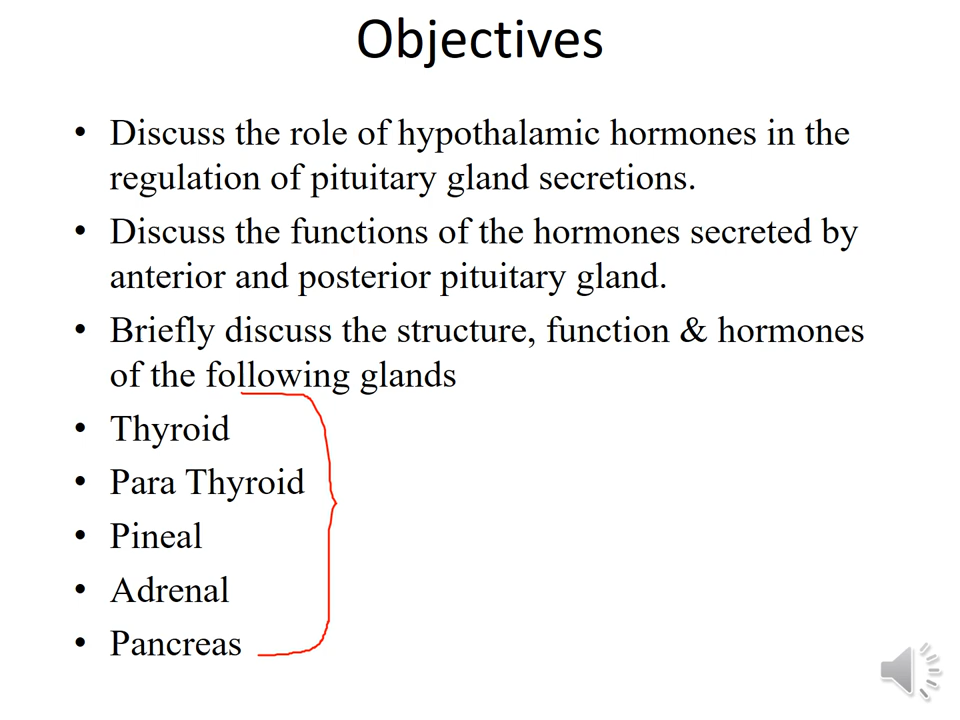 Objectives
• Discuss the role of hypothalamic hormones in the
regulation of pituitary gland secretions.
• Discuss the functions of the hormones secreted by
anterior and posterior pituitary gland.
• Briefly discuss the structure, function & hormones
of the following glands
• Thyroid
• Para Thyroid
• Pineal
• Adrenal
• Pancreas